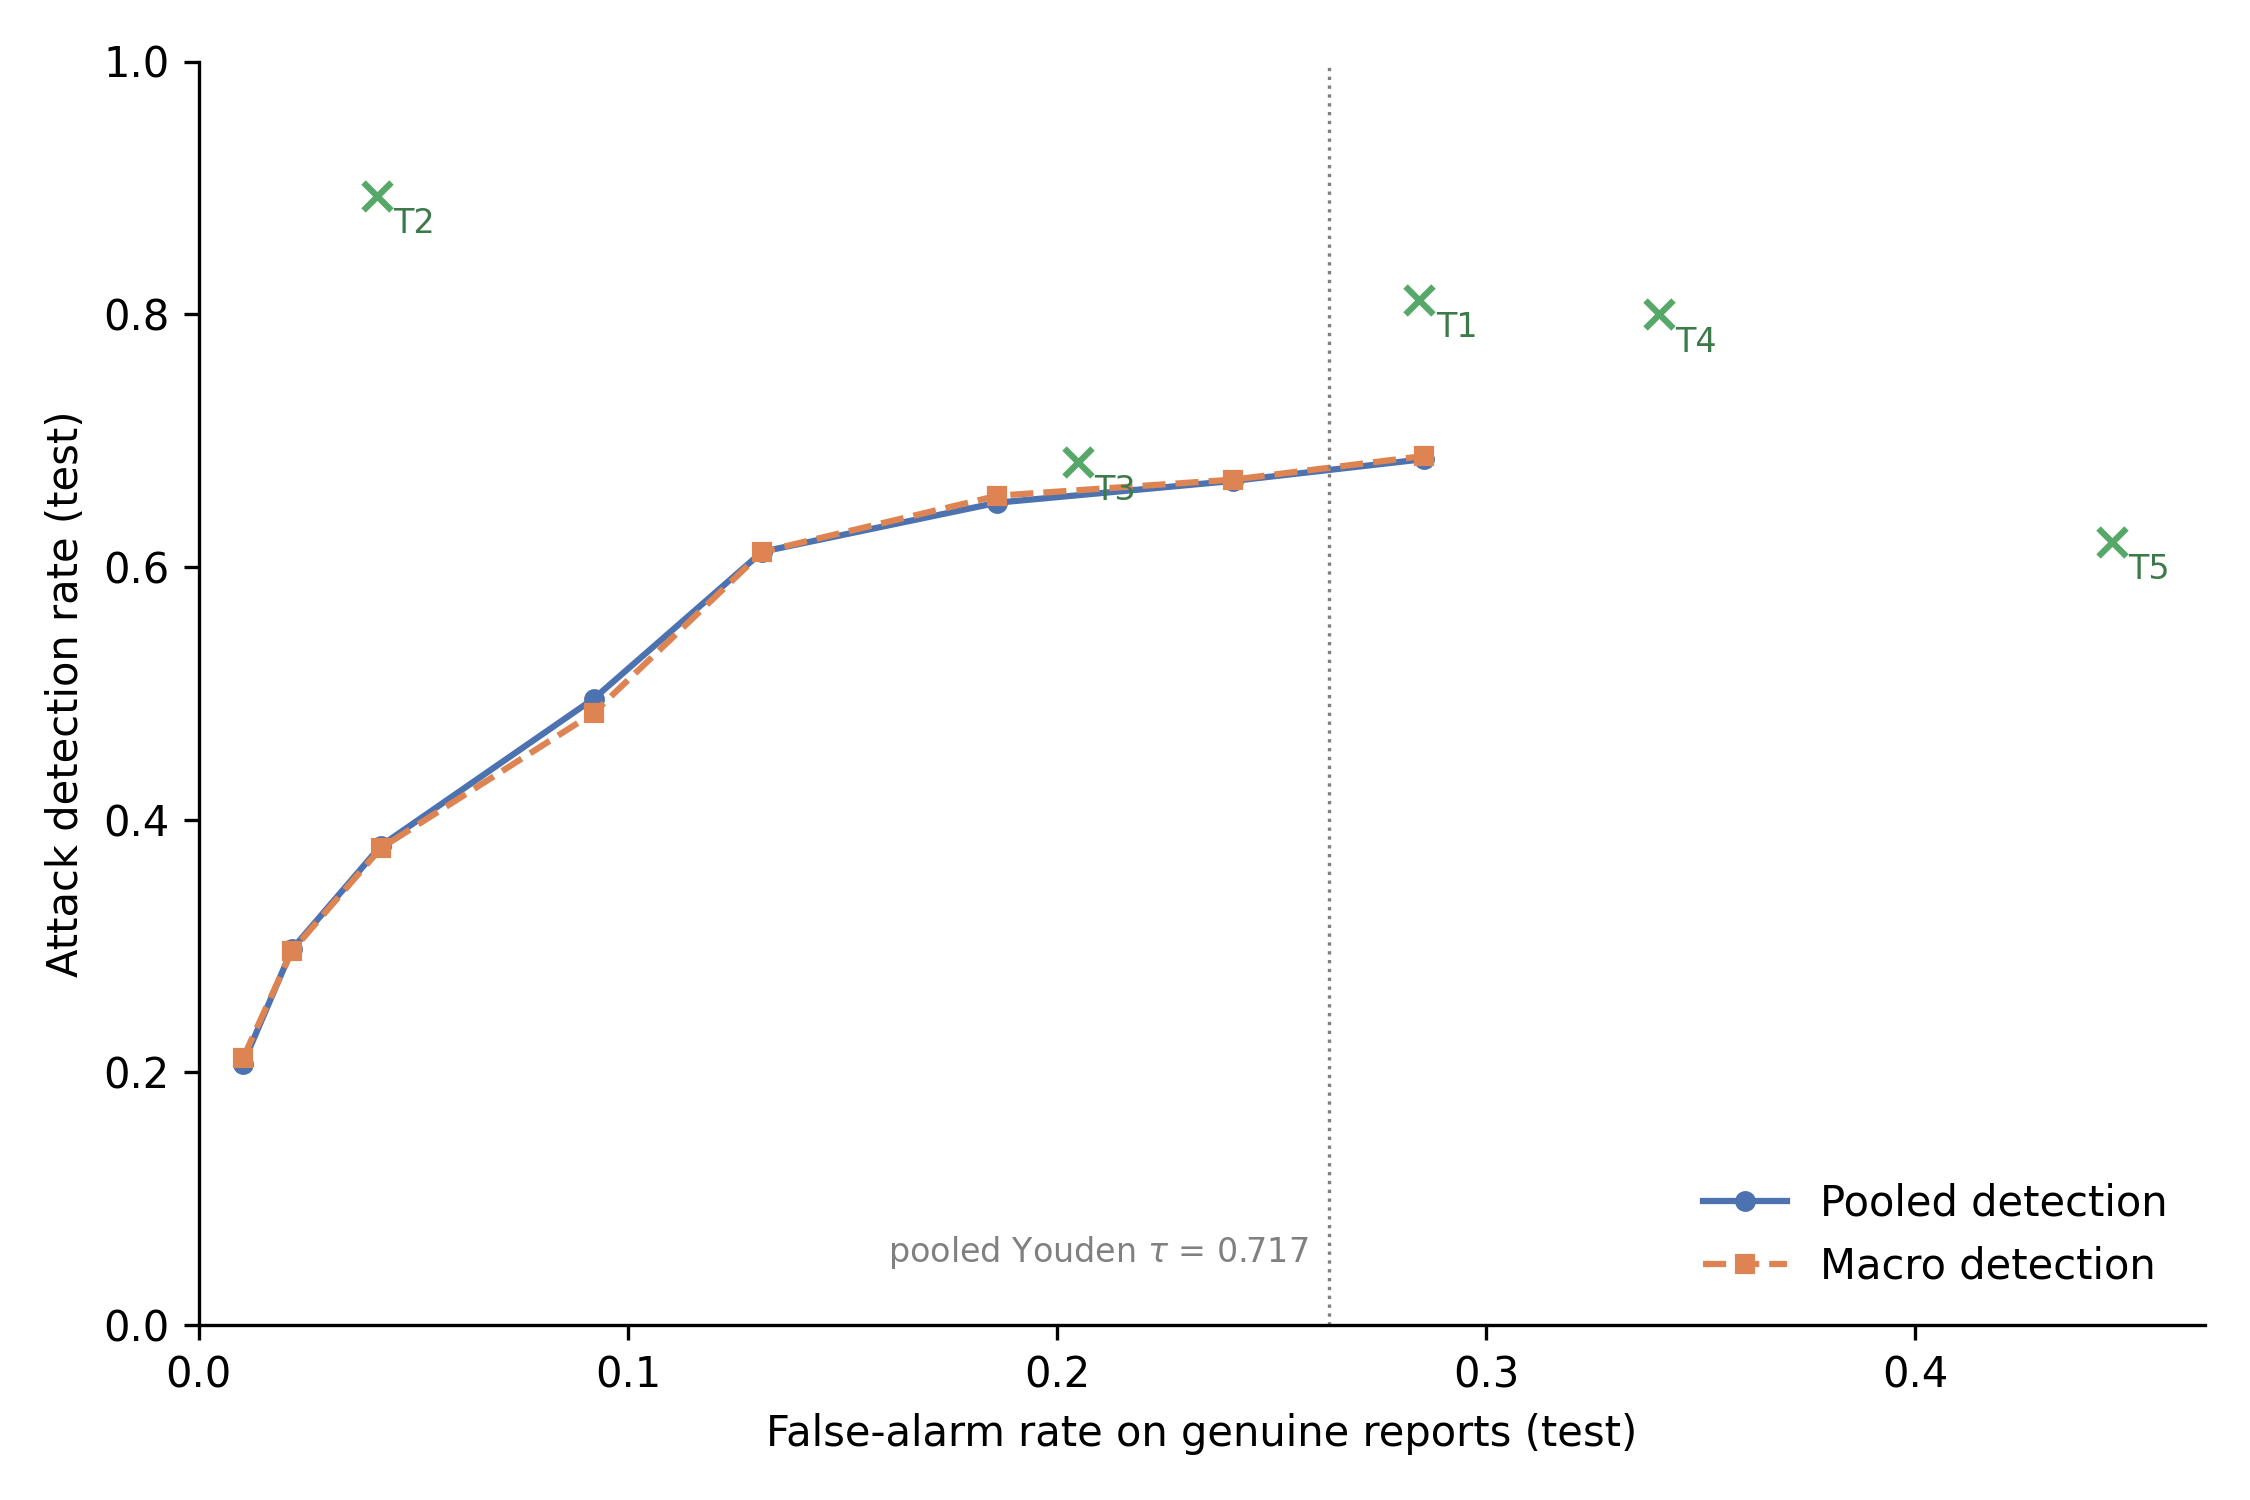 1.0
0.8
0.6
0.4
0.2
0.0
Attack detection rate (test)
T2
T1
T4
T3
T5
pooled Youden τ = 0.717
Pooled detection
Macro detection
0.0
0.1
0.2
0.3
0.4
False-alarm rate on genuine reports (test)